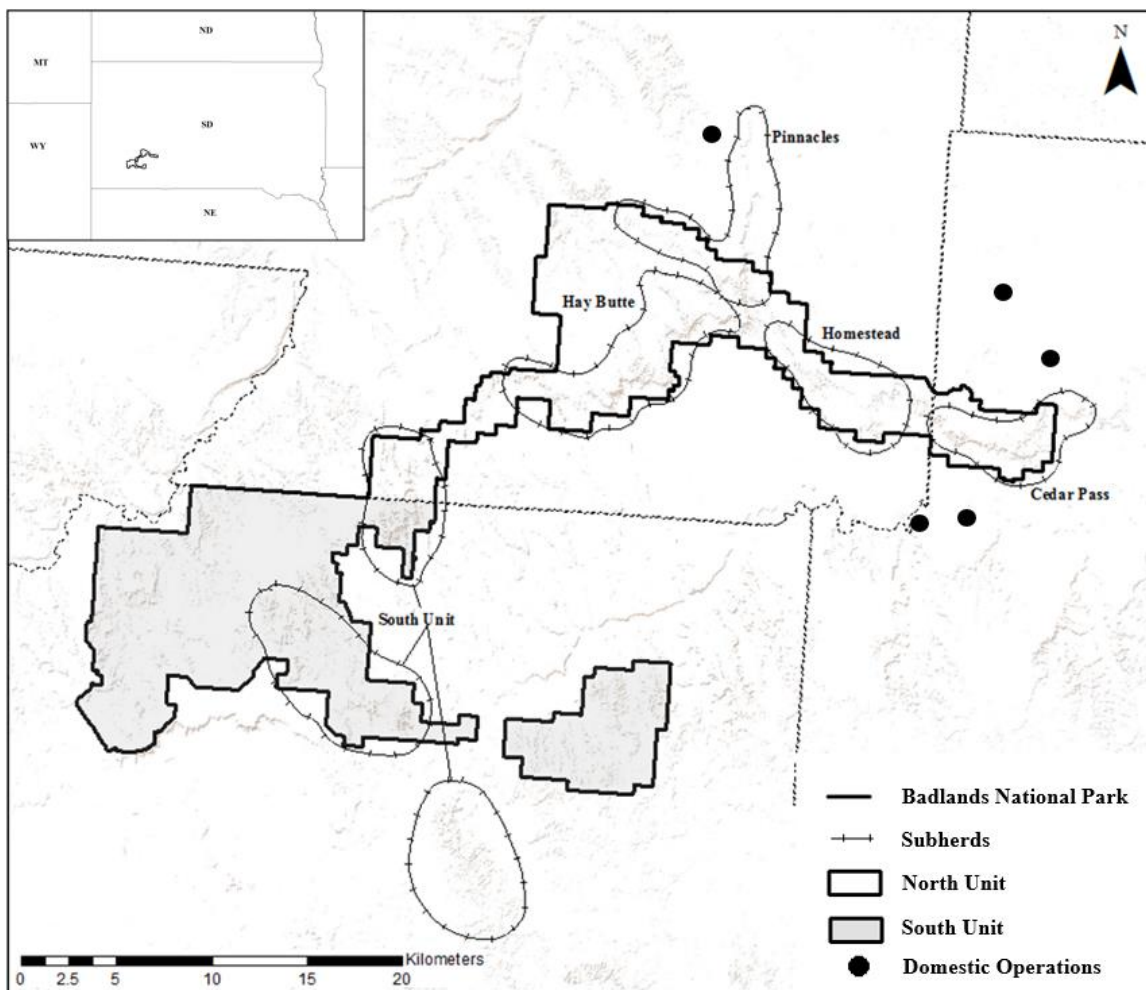 ND
MT
SD
WY
NE
N
Pinnacles
Hay Butte
Homestead
Cedar Pass
South Unit
Badlands National Park
Subherds
North Unit
South Unit
Domestic Operations
Kilometers
0 2.5 5 10 15 20